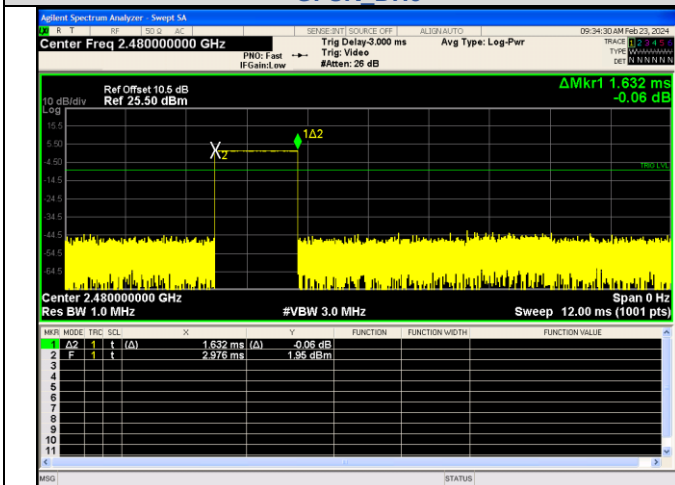 Agilent Spectrum Analyzer - Swept SA
R T RF 50 Ω AC SENSE:INT SOURCE OFF ALIGN AUTO 09:34:30 AM Feb 23, 2024
Center Freq 2.480000000 GHz
PNO: Fast
IFGain:Low
Trig Delay-3.000 ms
Trig: Video
#Atten: 26 dB
Avg Type: Log-Pwr
TRACE 1 2 3 4 5 6
TYPE WWWWWW
DET N N N N N N
Ref Offset 10.5 dB
Ref 25.50 dBm
10 dB/div
Log
ΔMkr1 1.632 ms
-0.06 dB
15.5
5.50
-4.50
-14.5
-24.5
-34.5
-44.5
-54.5
-64.5
X2
1Δ2
TRIG LVL
Center 2.480000000 GHz Span 0 Hz
Res BW 1.0 MHz #VBW 3.0 MHz Sweep 12.00 ms (1001 pts)
MKR MODE TRC SCL X Y FUNCTION FUNCTION WIDTH FUNCTION VALUE
1 Δ2 1 t (Δ) 1.632 ms (Δ) -0.06 dB
2 F 1 t 2.976 ms 1.95 dBm
3
4
5
6
7
8
9
10
11
MSG STATUS